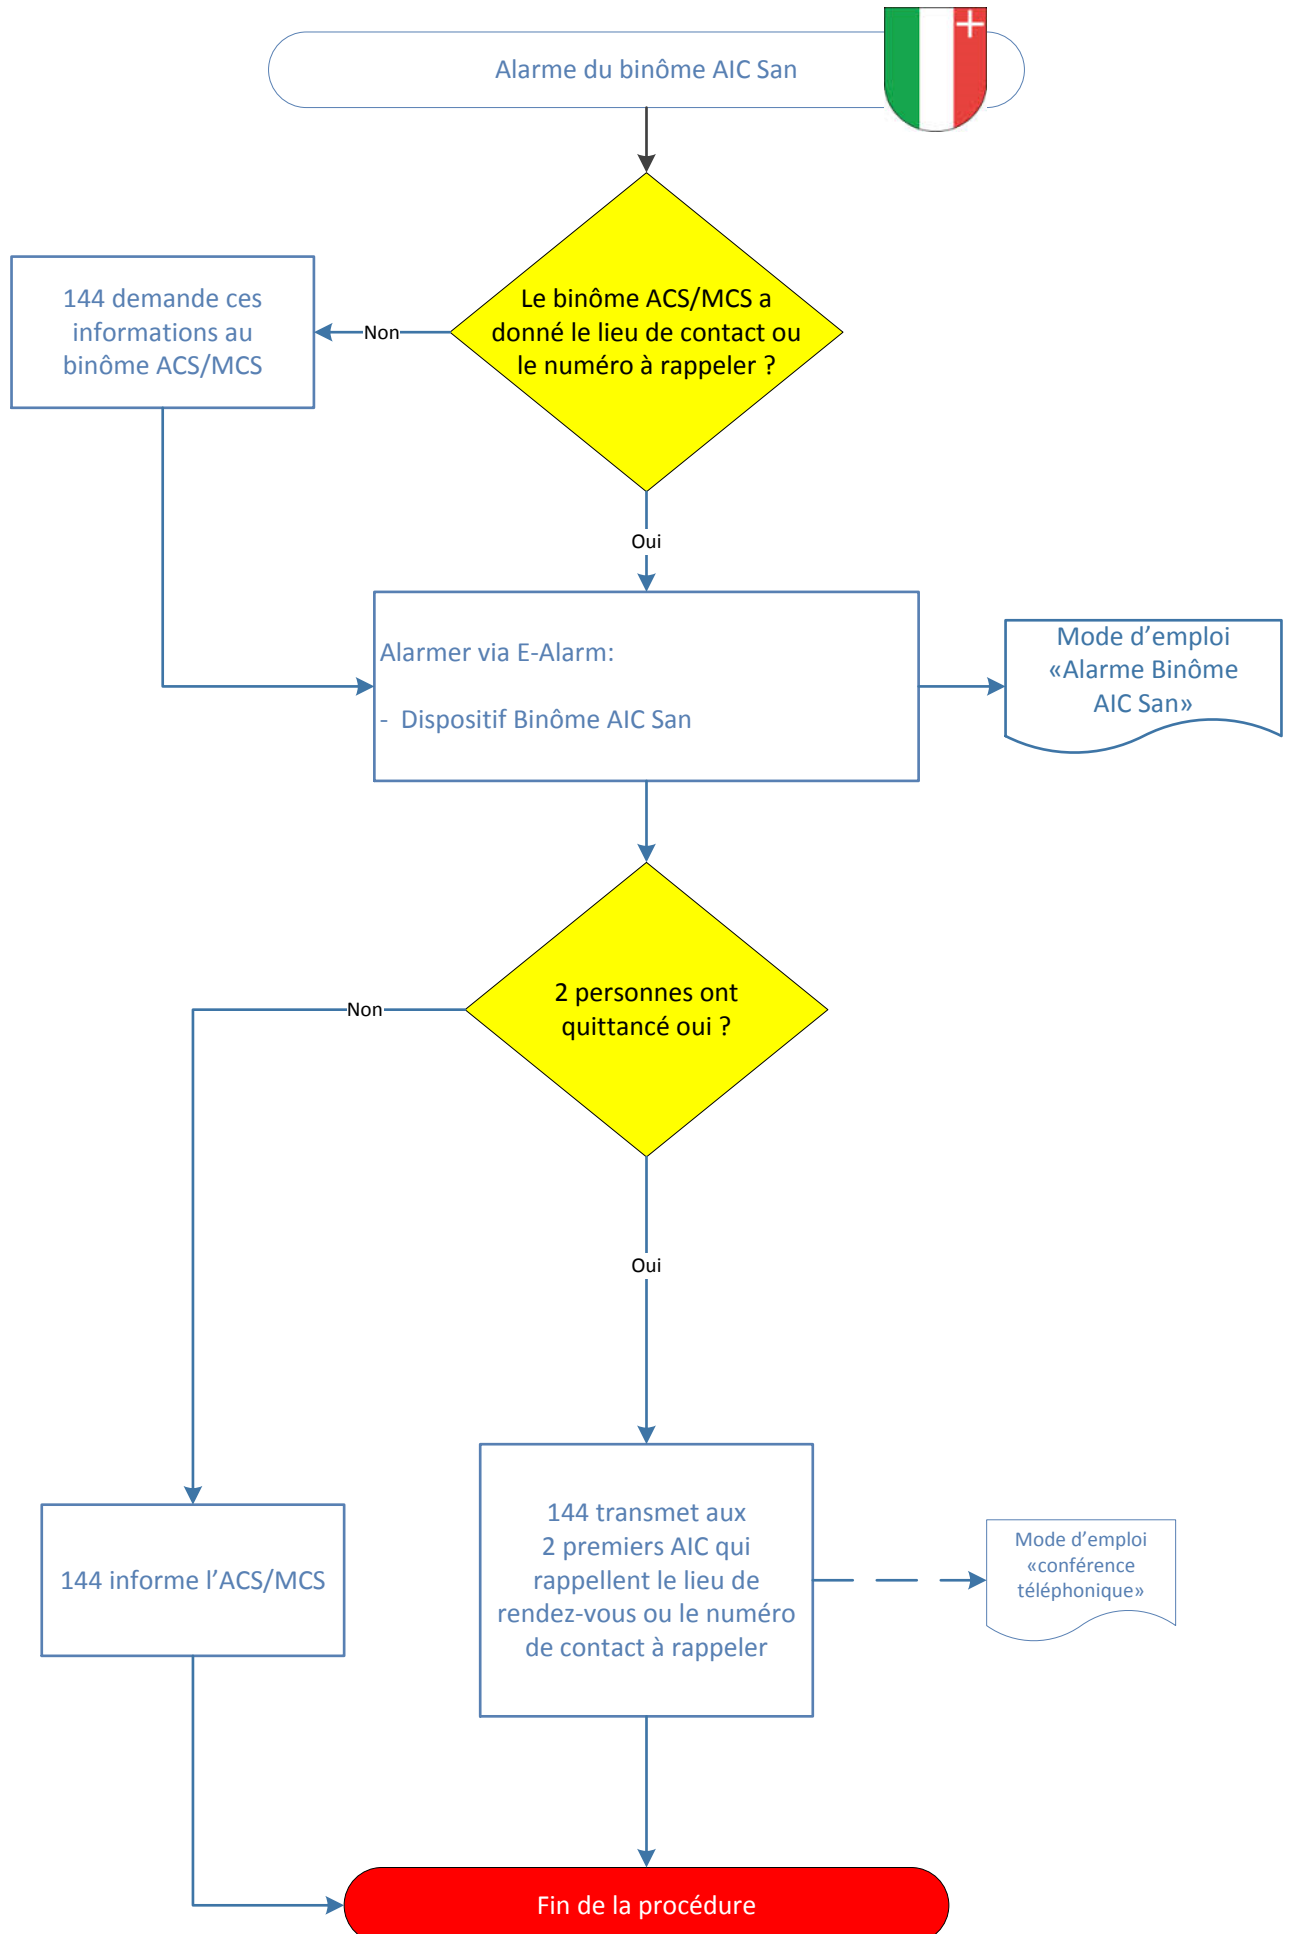 Alarme du binôme AIC San
Le binôme ACS/MCS a
donné le lieu de contact ou
le numéro à rappeler ?
Non
144 demande ces
informations au
binôme ACS/MCS
Oui
Alarmer via E-Alarm:
- Dispositif Binôme AIC San
Mode d’emploi
«Alarme Binôme
AIC San»
2 personnes ont
quittancé oui ?
Non
Oui
144 informe l’ACS/MCS
144 transmet aux
2 premiers AIC qui
rappellent le lieu de
rendez-vous ou le numéro
de contact à rappeler
Mode d’emploi
«conférence
téléphonique»
Fin de la procédure